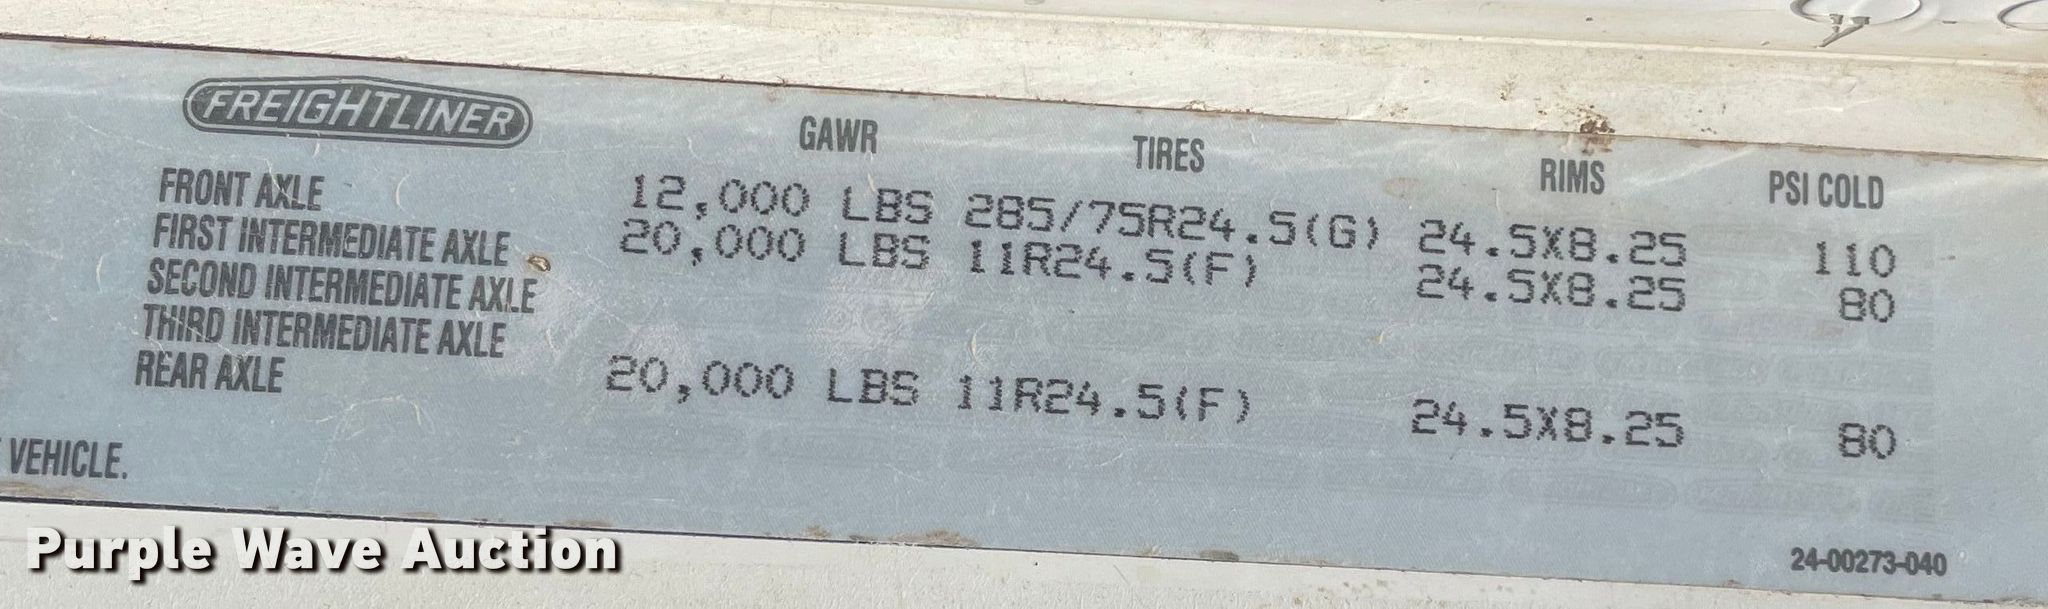 FREIGHTLINER GAWR TIRES RIMS PSI COLD
FRONT AXLE 12,000 LBS 285/75R24.5(G) 24.5X8.25 110
FIRST INTERMEDIATE AXLE 20,000 LBS 11R24.5(F) 24.5X8.25 80
SECOND INTERMEDIATE AXLE
THIRD INTERMEDIATE AXLE
REAR AXLE 20,000 LBS 11R24.5(F) 24.5X8.25 80
VEHICLE.
Purple Wave Auction
24-00273-040